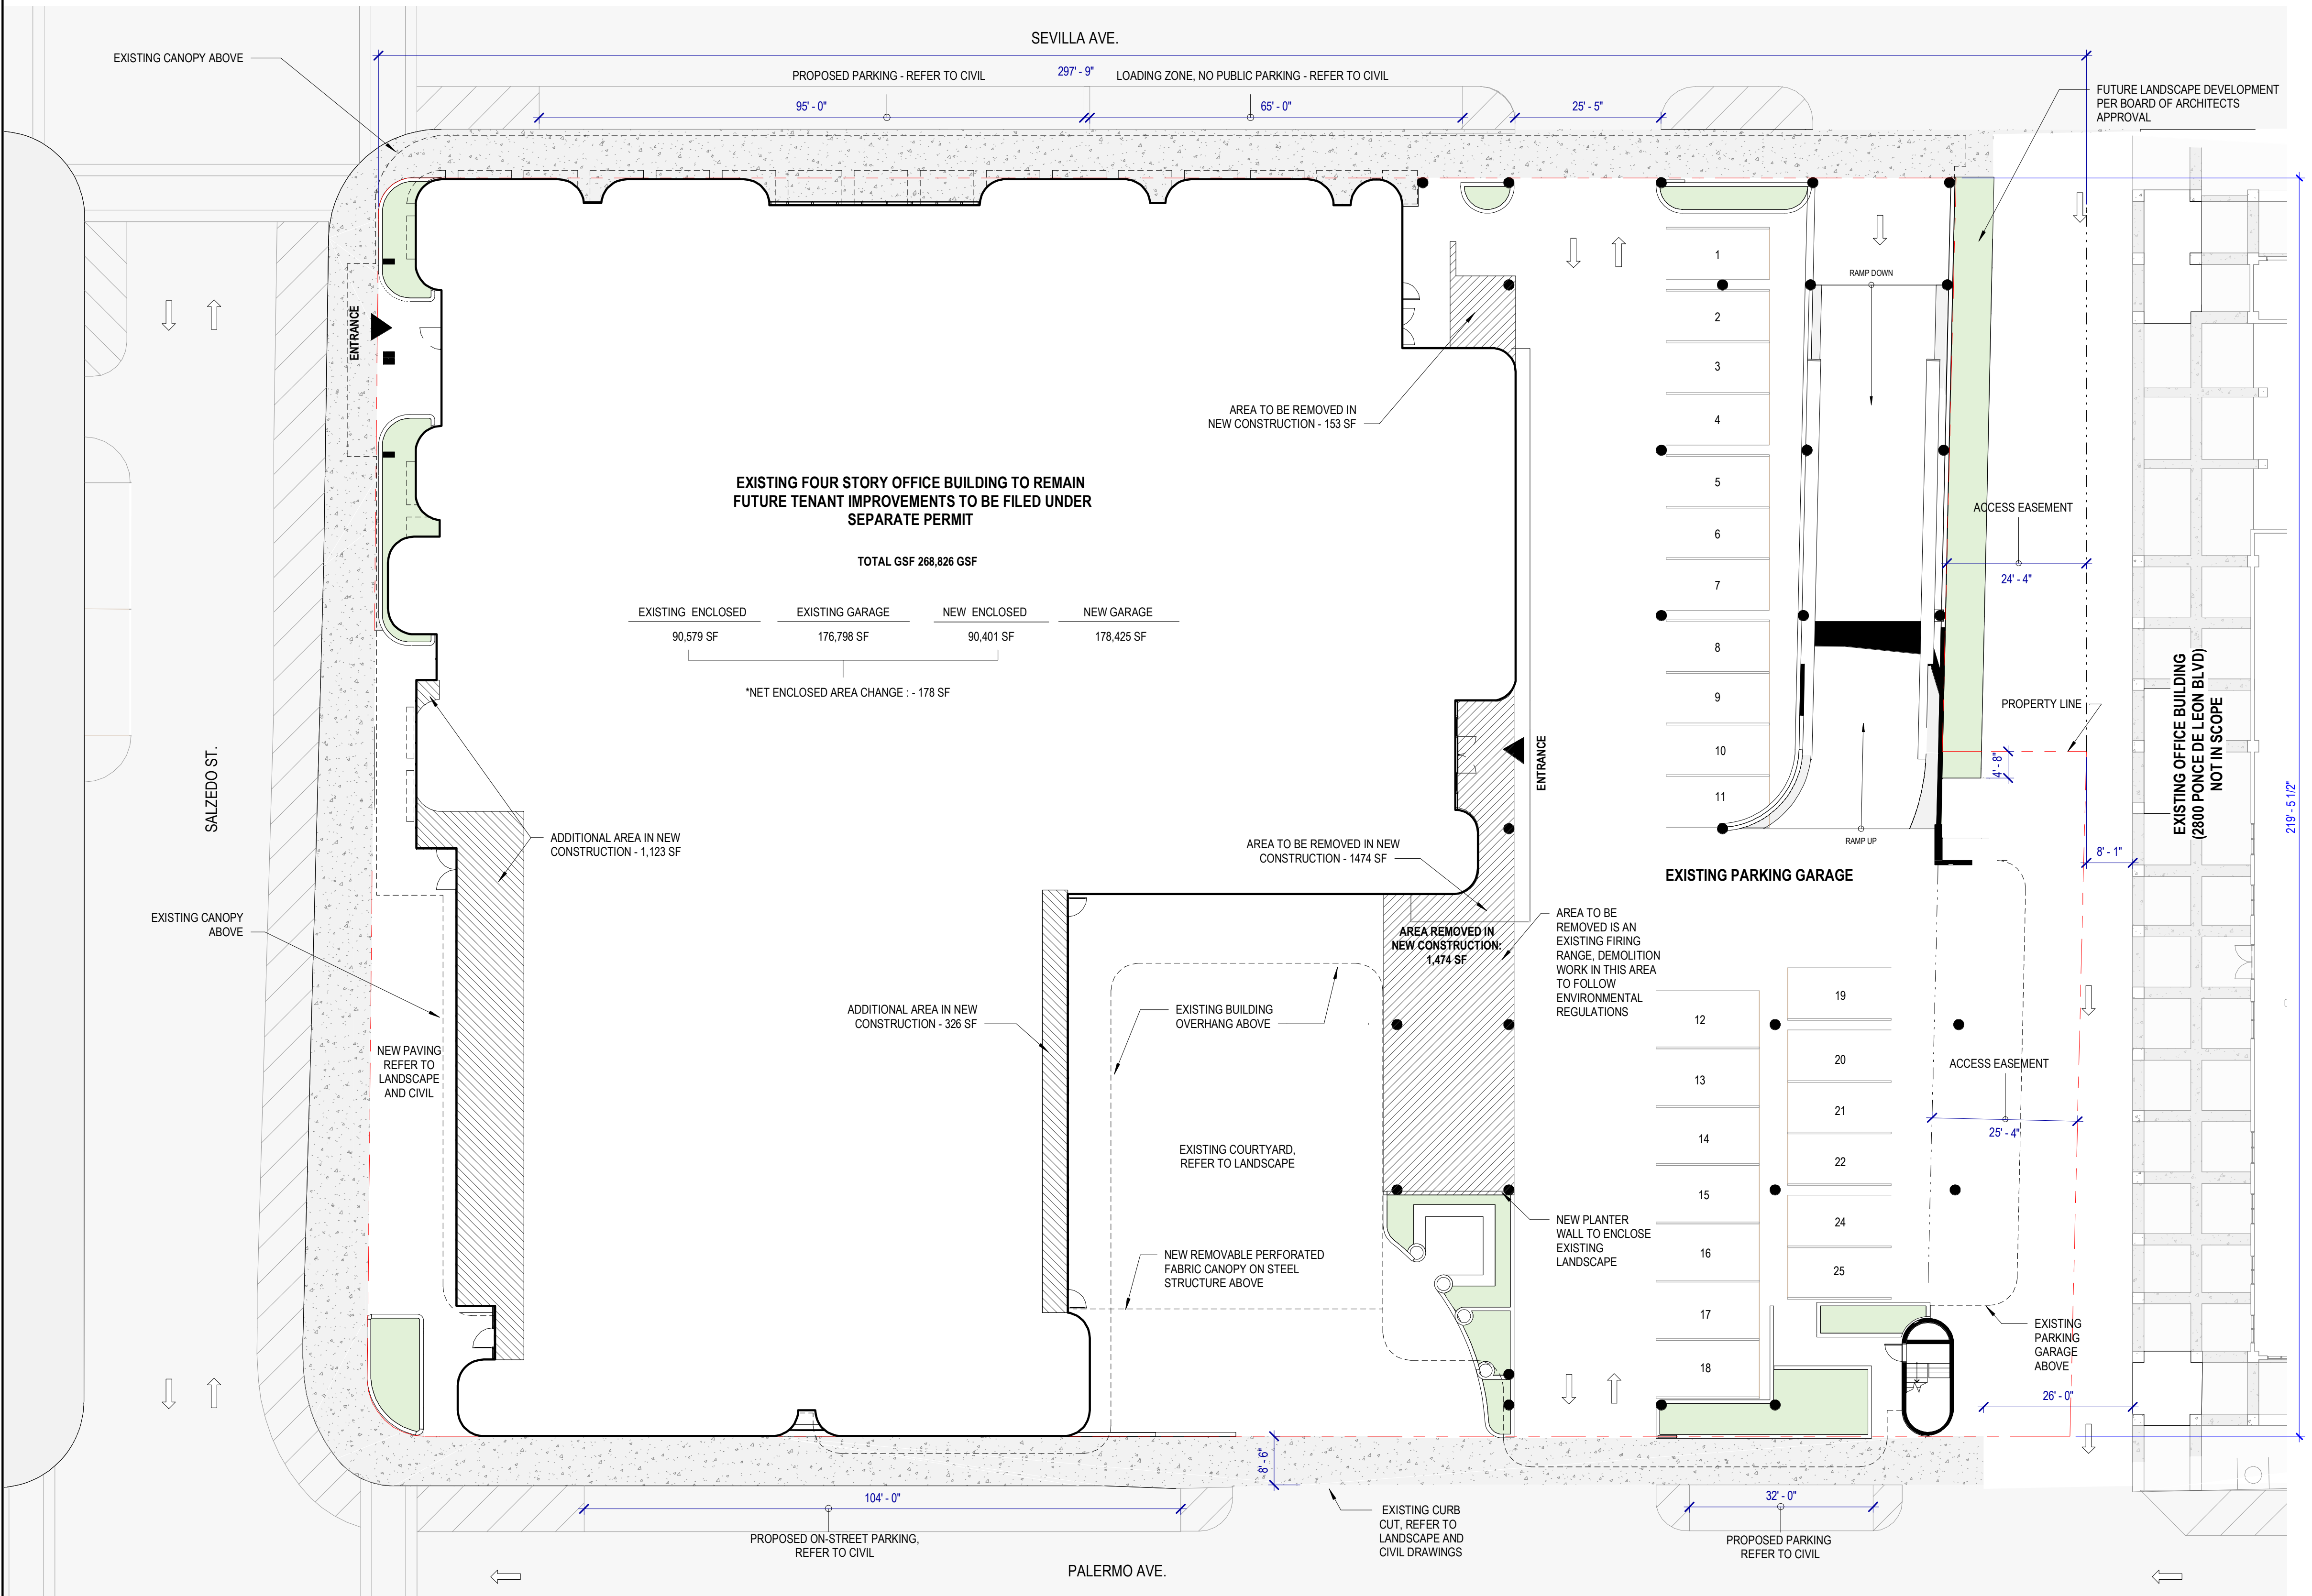 SEVILLA AVE.
EXISTING CANOPY ABOVE
PROPOSED PARKING - REFER TO CIVIL
297' - 9"
LOADING ZONE, NO PUBLIC PARKING - REFER TO CIVIL
95' - 0"
65' - 0"
25' - 5"
FUTURE LANDSCAPE DEVELOPMENT
PER BOARD OF ARCHITECTS
APPROVAL
ENTRANCE
RAMP DOWN
1
2
3
4
5
6
7
8
9
10
11
AREA TO BE REMOVED IN
NEW CONSTRUCTION - 153 SF
EXISTING FOUR STORY OFFICE BUILDING TO REMAIN
FUTURE TENANT IMPROVEMENTS TO BE FILED UNDER
SEPARATE PERMIT
TOTAL GSF 268,826 GSF
EXISTING ENCLOSED
EXISTING GARAGE
NEW ENCLOSED
NEW GARAGE
90,579 SF
176,798 SF
90,401 SF
178,425 SF
*NET ENCLOSED AREA CHANGE : - 178 SF
ACCESS EASEMENT
24' - 4"
PROPERTY LINE
4' - 8"
EXISTING OFFICE BUILDING
(2800 PONCE DE LEON BLVD)
NOT IN SCOPE
219' - 5 1/2"
8' - 1"
SALZEDO ST.
ENTRANCE
ADDITIONAL AREA IN NEW
CONSTRUCTION - 1,123 SF
AREA TO BE REMOVED IN NEW
CONSTRUCTION - 1474 SF
RAMP UP
EXISTING PARKING GARAGE
EXISTING CANOPY
ABOVE
AREA REMOVED IN
NEW CONSTRUCTION:
1,474 SF
AREA TO BE
REMOVED IS AN
EXISTING FIRING
RANGE, DEMOLITION
WORK IN THIS AREA
TO FOLLOW
ENVIRONMENTAL
REGULATIONS
ADDITIONAL AREA IN NEW
CONSTRUCTION - 326 SF
EXISTING BUILDING
OVERHANG ABOVE
NEW PAVING
REFER TO
LANDSCAPE
AND CIVIL
12
13
14
15
16
17
18
19
20
21
22
24
25
ACCESS EASEMENT
25' - 4"
EXISTING COURTYARD,
REFER TO LANDSCAPE
NEW PLANTER
WALL TO ENCLOSE
EXISTING
LANDSCAPE
NEW REMOVABLE PERFORATED
FABRIC CANOPY ON STEEL
STRUCTURE ABOVE
EXISTING
PARKING
GARAGE
ABOVE
26' - 0"
8' - 6"
104' - 0"
PROPOSED ON-STREET PARKING,
REFER TO CIVIL
EXISTING CURB
CUT, REFER TO
LANDSCAPE AND
CIVIL DRAWINGS
32' - 0"
PROPOSED PARKING
REFER TO CIVIL
PALERMO AVE.